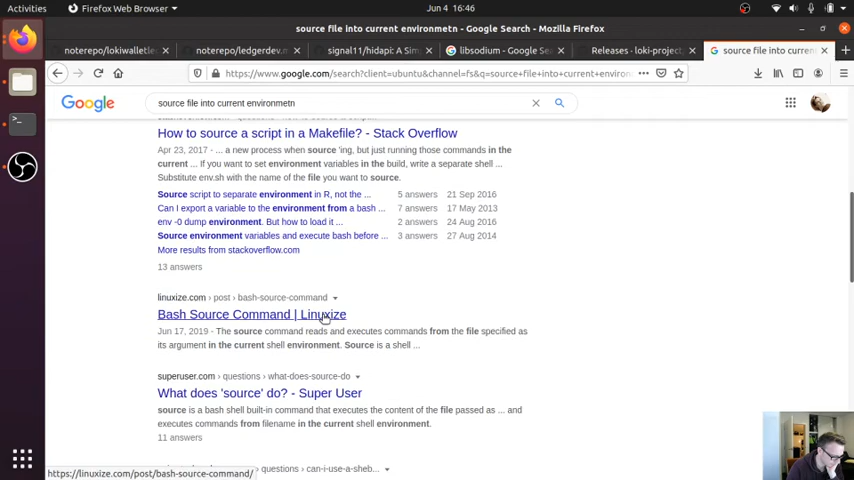 Activities
Firefox Web Browser
Jun 4 16:46
source file into current environmetn - Google Search - Mozilla Firefox
noterepo/lokiwalletle
noterepo/ledgerdev.m
signal11/hidapi: A Sim
libsodium - Google Se
Releases · loki-project
source file into curren
https://www.google.com/search?client=ubuntu&channel=fs&q=source+file+into+current+environ
Google
source file into current environmetn
How to source a script in a Makefile? - Stack Overflow
Apr 23, 2017 - ... a new process when source 'ing, but just running those commands in the
current ... If you want to set environment variables in the build, write a separate shell ...
Substitute env.sh with the name of the file you want to source.
Source script to separate environment in R, not the ... 5 answers 21 Sep 2016
Can I export a variable to the environment from a bash ... 7 answers 17 May 2013
env -0 dump environment. But how to load it ... 2 answers 24 Aug 2016
Source environment variables and execute bash before ... 3 answers 27 Aug 2014
More results from stackoverflow.com
13 answers
linuxize.com › post › bash-source-command
Bash Source Command | Linuxize
Jun 17, 2019 - The source command reads and executes commands from the file specified as
its argument in the current shell environment. Source is a shell ...
superuser.com › questions › what-does-source-do
What does 'source' do? - Super User
source is a bash shell built-in command that executes the content of the file passed as ... and
executes commands from filename in the current shell environment.
11 answers
questions › can-i-use-a-sheb...
https://linuxize.com/post/bash-source-command/